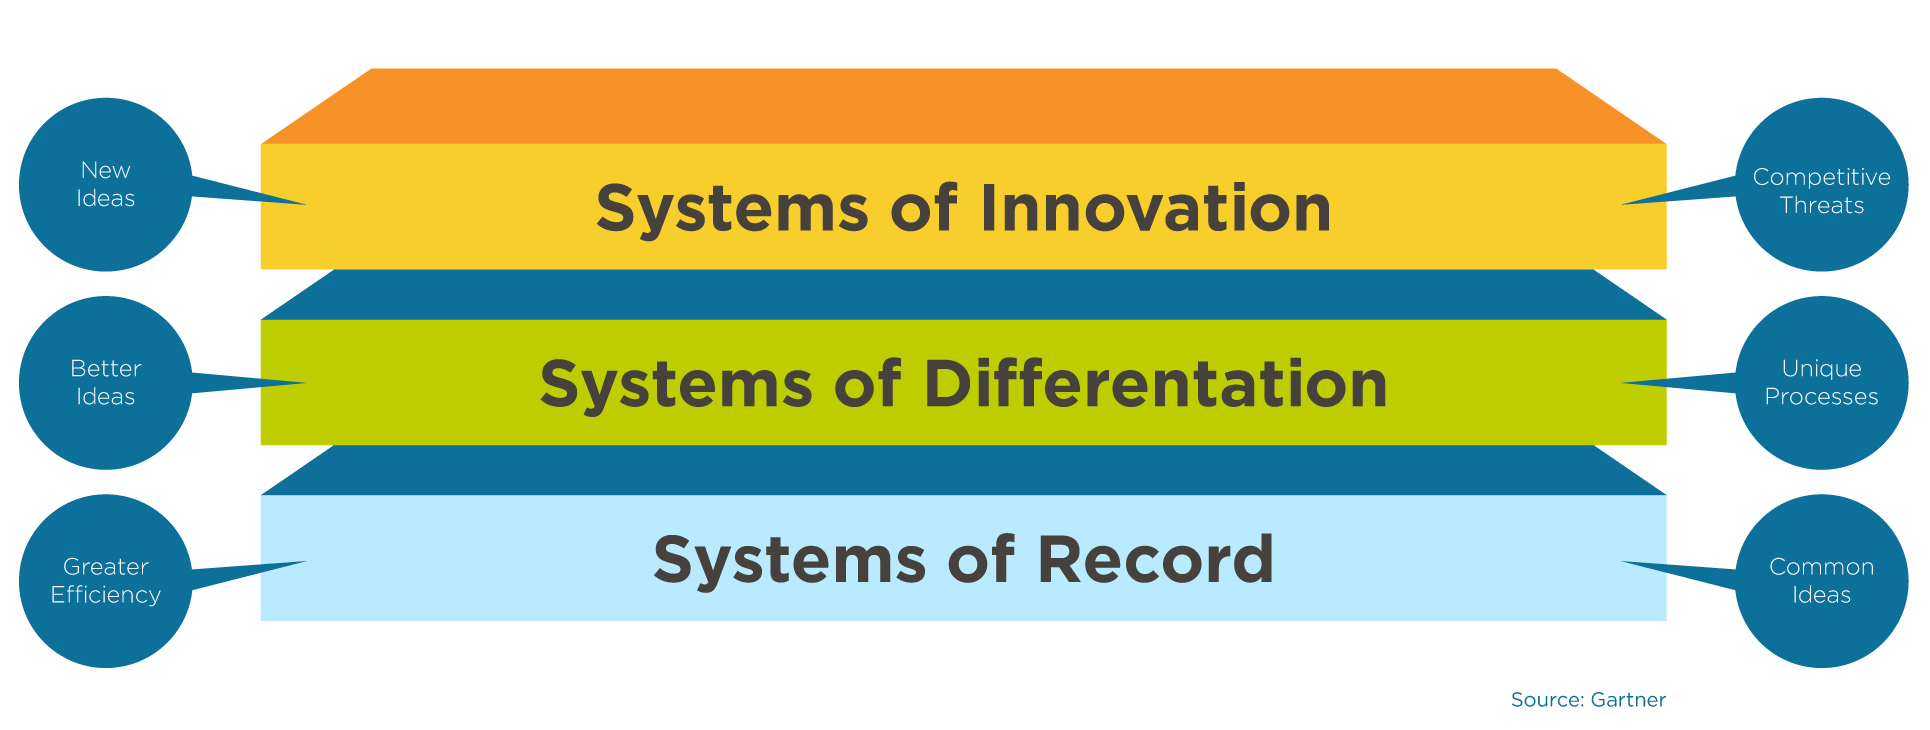 New
Ideas
Systems of Innovation
Competitive
Threats
Better
Ideas
Systems of Differentation
Unique
Processes
Greater
Efficiency
Systems of Record
Common
Ideas
Source: Gartner